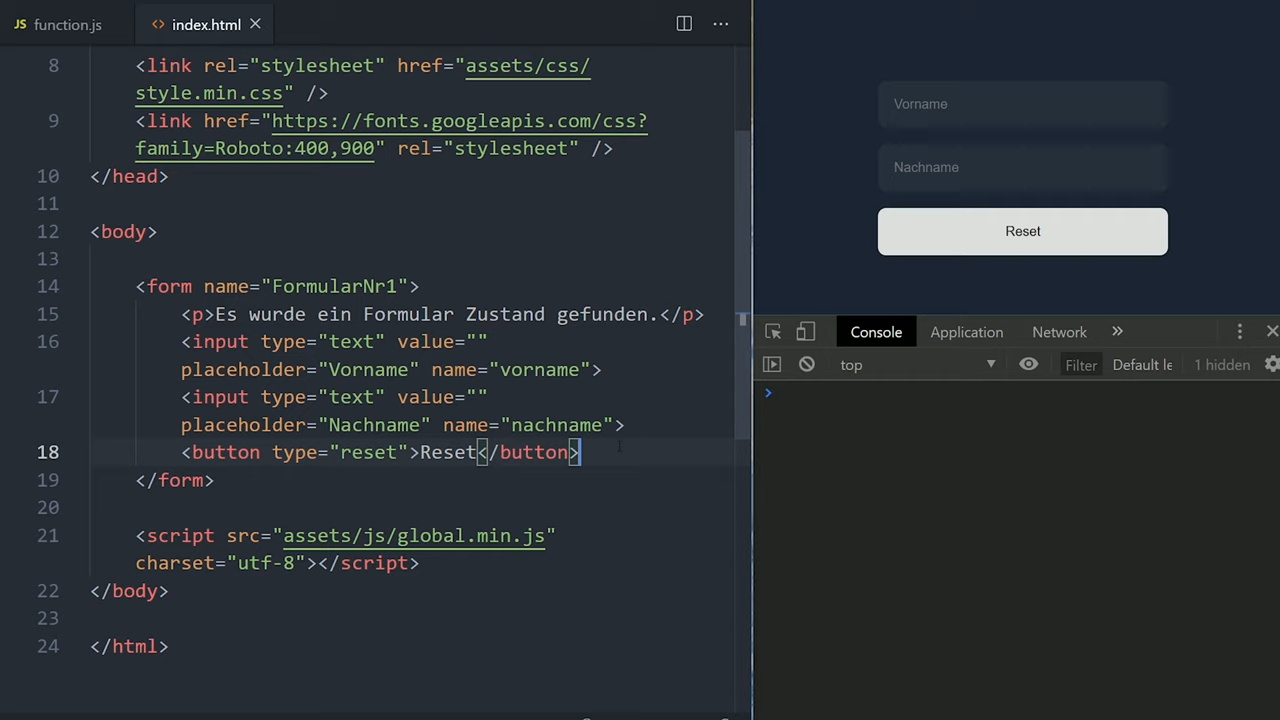 JS function.js
<> index.html
8 <link rel="stylesheet" href="assets/css/
style.min.css" />
9 <link href="https://fonts.googleapis.com/css?
family=Roboto:400,900" rel="stylesheet" />
10 </head>
11
12 <body>
13
14 <form name="FormularNr1">
15 <p>Es wurde ein Formular Zustand gefunden.</p>
16 <input type="text" value=""
placeholder="Vorname" name="vorname">
17 <input type="text" value=""
placeholder="Nachname" name="nachname">
18 <button type="reset">Reset</button>
19 </form>
20
21 <script src="assets/js/global.min.js"
charset="utf-8"></script>
22 </body>
23
24 </html>
Vorname
Nachname
Reset
Console Application Network »
top Filter Default le 1 hidden